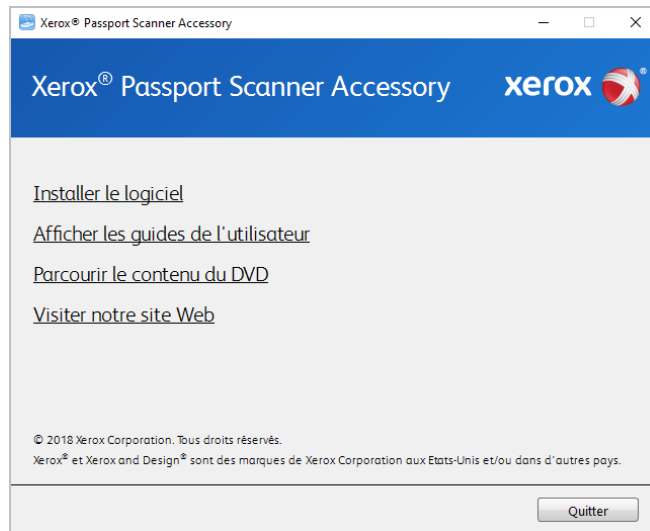 Xerox® Passport Scanner Accessory
Xerox® Passport Scanner Accessory
xerox ®
Installer le logiciel
Afficher les guides de l'utilisateur
Parcourir le contenu du DVD
Visiter notre site Web
© 2018 Xerox Corporation. Tous droits réservés.
Xerox® et Xerox and Design® sont des marques de Xerox Corporation aux Etats-Unis et/ou dans d'autres pays.
Quitter